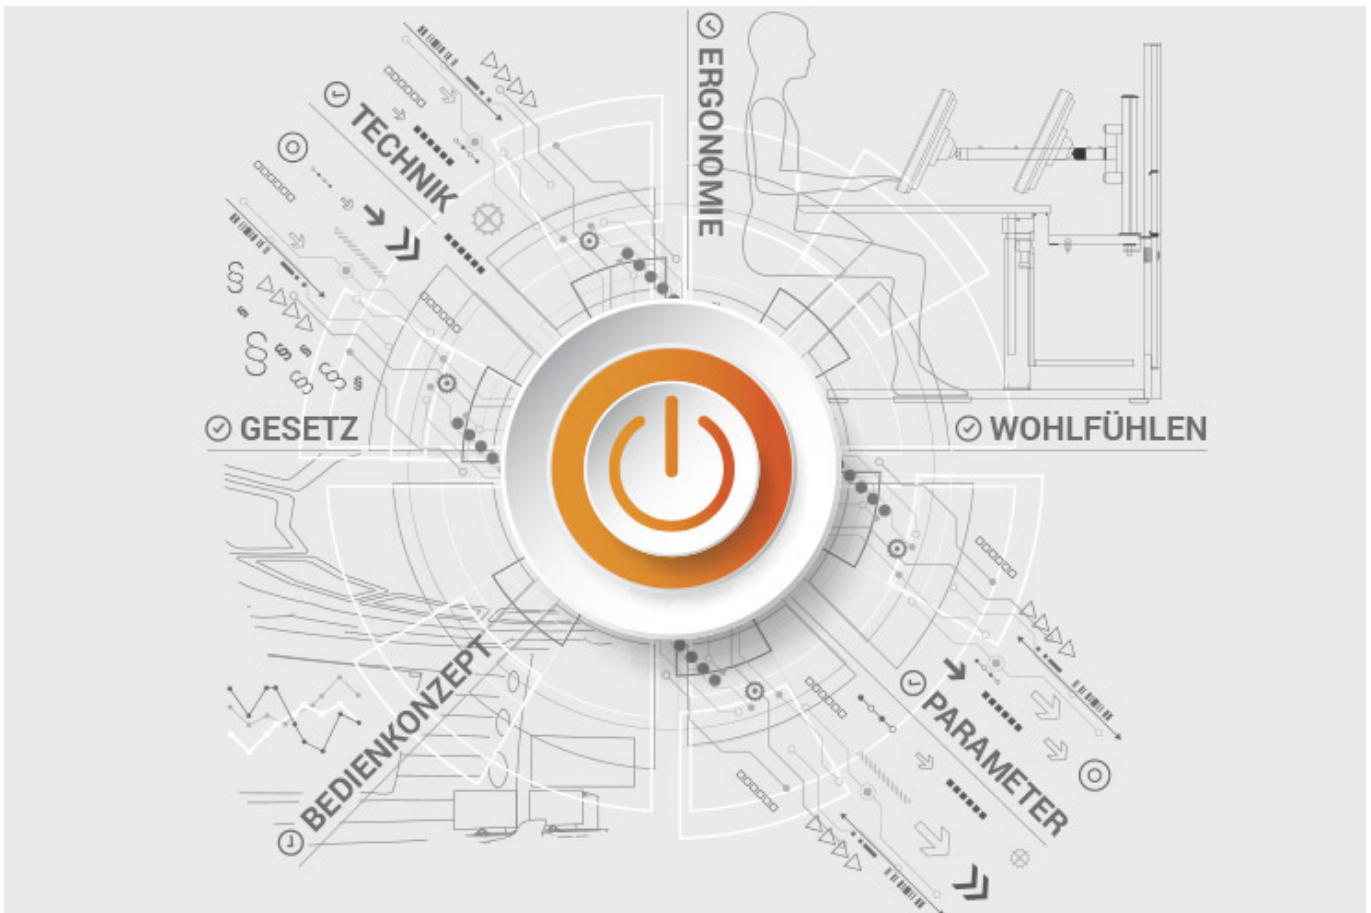 ERGONOMIE
TECHNIK
GESETZ
WOHLFÜHLEN
BEDIENKONZEPT
PARAMETER
§
§
§ §
§ § §
§